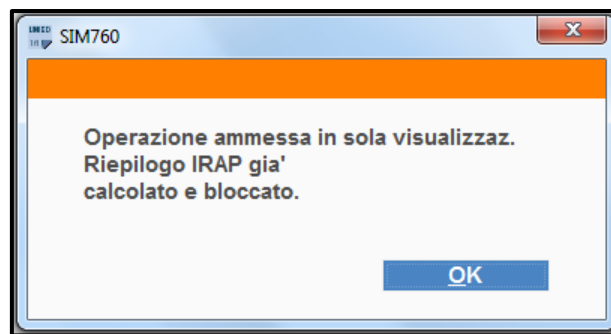 SIM760
Operazione ammessa in sola visualizzaz.
Riepilogo IRAP gia'
calcolato e bloccato.
OK